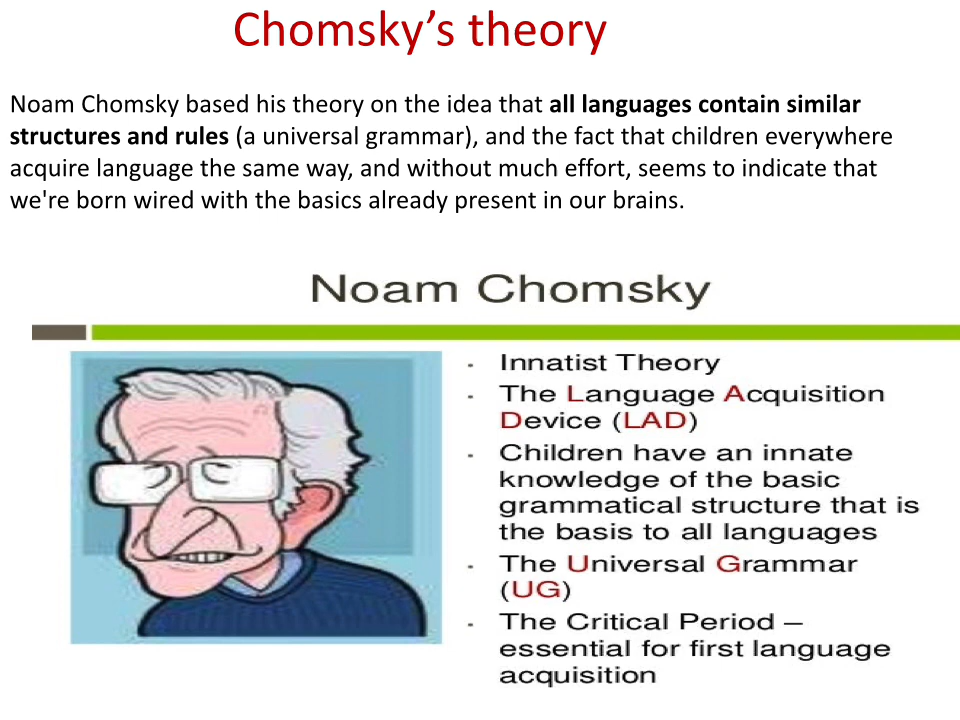 Chomsky’s theory
Noam Chomsky based his theory on the idea that all languages contain similar
structures and rules (a universal grammar), and the fact that children everywhere
acquire language the same way, and without much effort, seems to indicate that
we're born wired with the basics already present in our brains.
Noam Chomsky
- Innatist Theory
- The Language Acquisition
Device (LAD)
- Children have an innate
knowledge of the basic
grammatical structure that is
the basis to all languages
- The Universal Grammar
(UG)
- The Critical Period –
essential for first language
acquisition